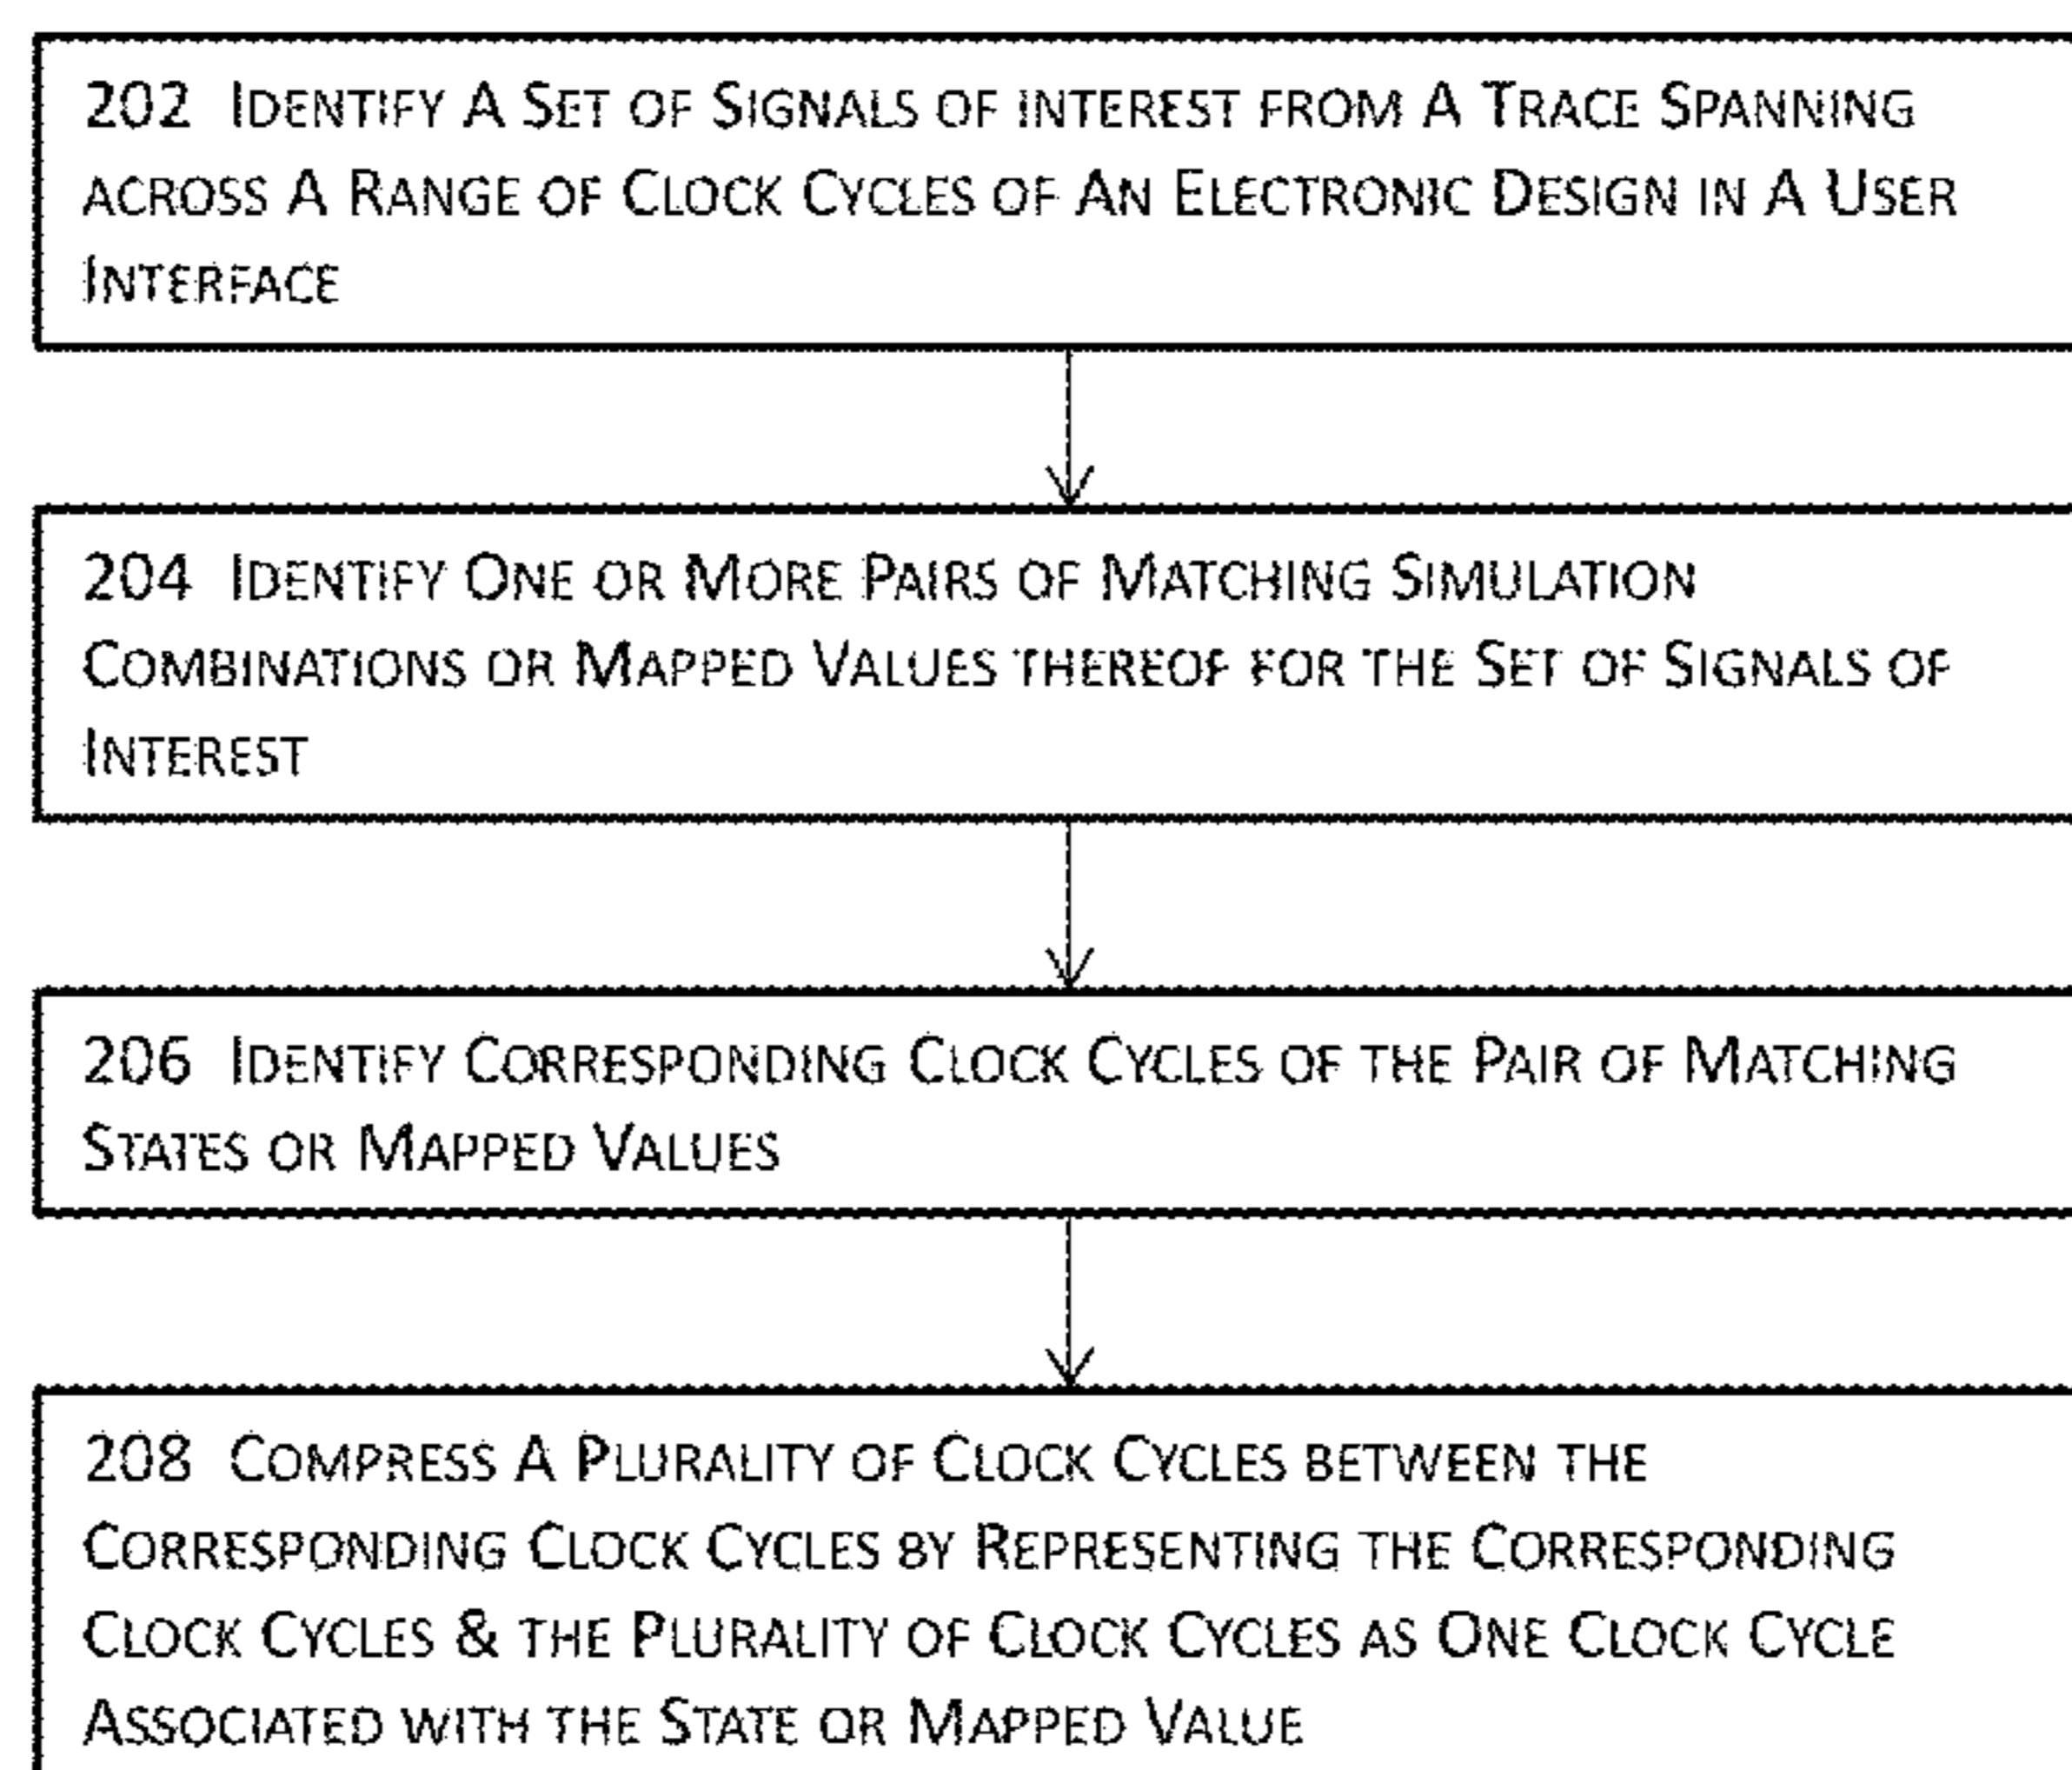 202 Identify A Set of Signals of interest from A Trace Spanning
across A Range of Clock Cycles of An Electronic Design in A User
Interface
204 Identify One or More Pairs of Matching Simulation
Combinations or Mapped Values thereof for the Set of Signals of
Interest
206 Identify Corresponding Clock Cycles of the Pair of Matching
States or Mapped Values
208 Compress A Plurality of Clock Cycles between the
Corresponding Clock Cycles by Representing the Corresponding
Clock Cycles & the Plurality of Clock Cycles as One Clock Cycle
Associated with the State or Mapped Value